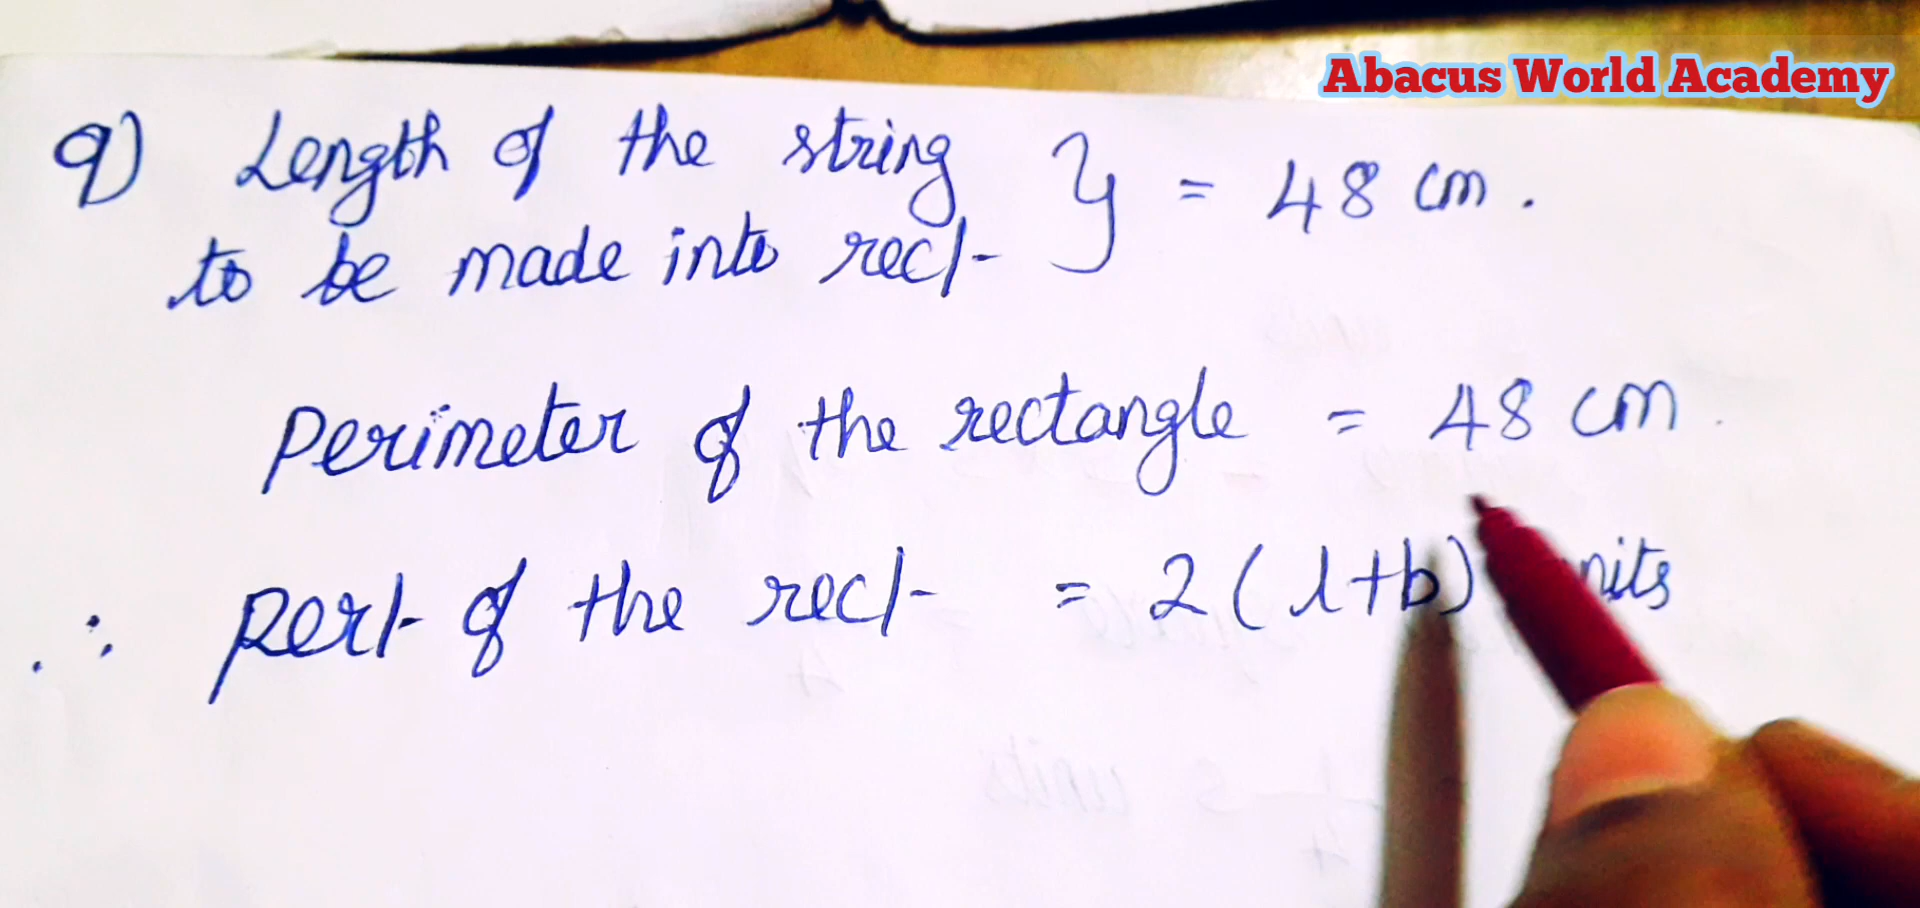 Abacus World Academy
9) Length of the string } = 48 cm.
to be made into rect-
Perimeter of the rectangle = 48 cm.
∴ Pert- of the rect- = 2(l+b)